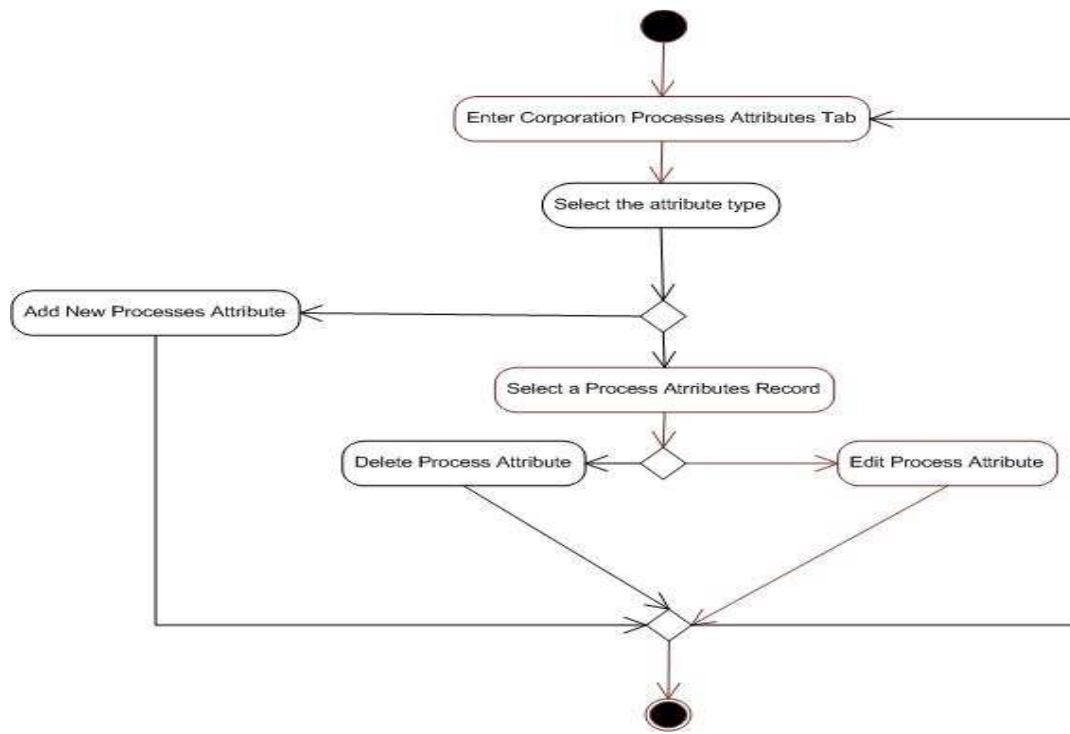 Enter Corporation Processes Attributes Tab
Select the attribute type
Add New Processes Attribute
Select a Process Atrributes Record
Delete Process Attribute
Edit Process Attribute